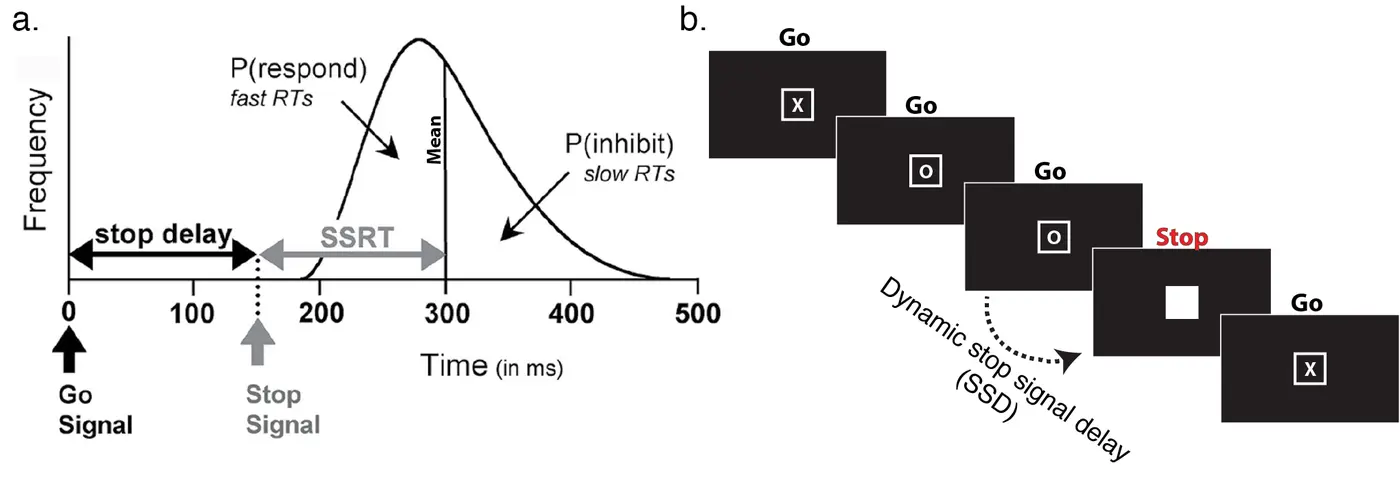 a.
Frequency
P(respond)
fast RTs
Mean
P(inhibit)
slow RTs
stop delay
SSRT
0
100
200
300
400
500
Time (in ms)
Go
Signal
Stop
Signal
b.
Go
X
Go
O
Go
O
Stop
Go
X
Dynamic stop signal delay
(SSD)